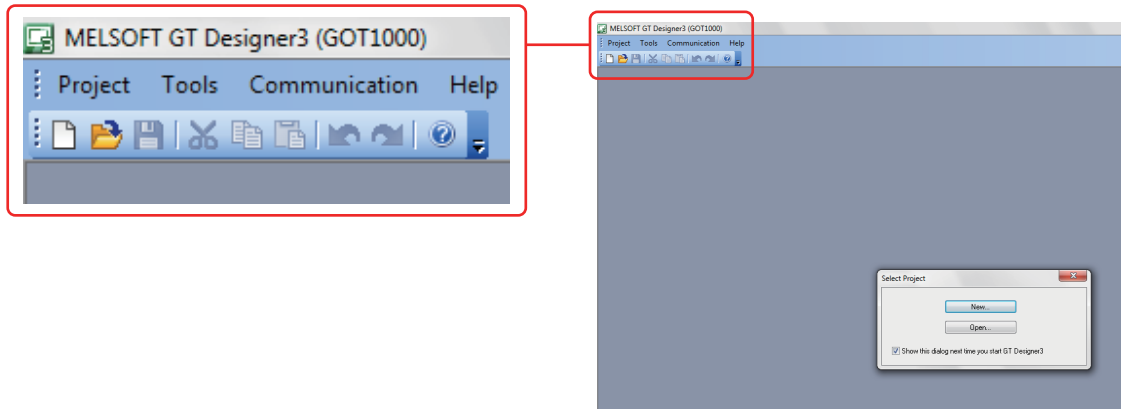 MELSOFT GT Designer3 (GOT1000)
Project Tools Communication Help
MELSOFT GT Designer3 (GOT1000)
Project Tools Communication Help
Select Project
New...
Open...
Show this dialog next time you start GT Designer3